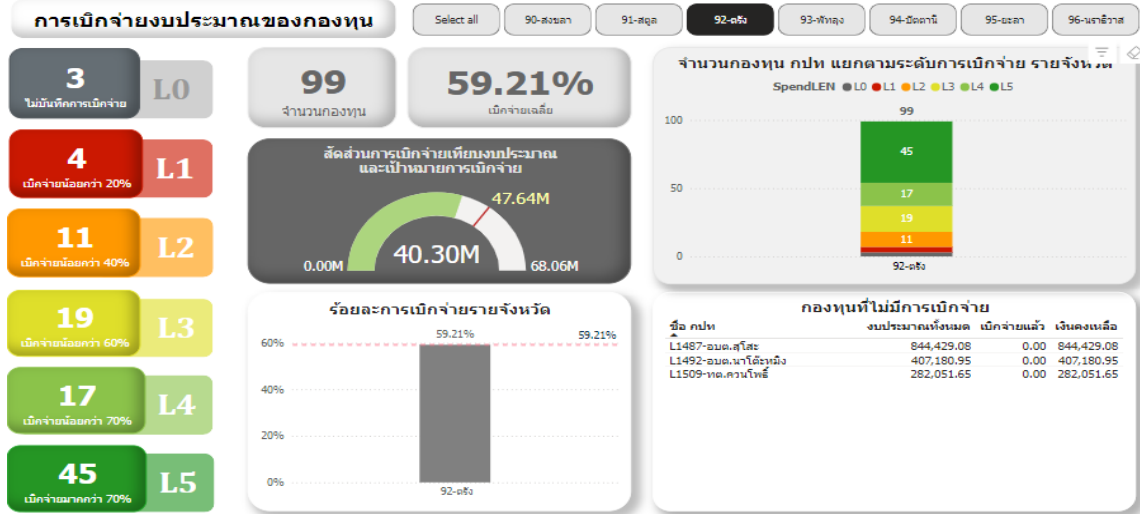 การเบิกจ่ายงบประมาณของกองทุน
Select all
90-สงขลา
91-สตูล
92-ตรัง
93-พัทลุง
94-ปัตตานี
95-ยะลา
96-นราธิวาส
3
ไม่บันทึกการเบิกจ่าย
L0
4
เบิกจ่ายน้อยกว่า 20%
L1
11
เบิกจ่ายน้อยกว่า 40%
L2
19
เบิกจ่ายน้อยกว่า 60%
L3
17
เบิกจ่ายน้อยกว่า 70%
L4
45
เบิกจ่ายมากกว่า 70%
L5
99
จำนวนกองทุน
59.21%
เบิกจ่ายเฉลี่ย
สัดส่วนการเบิกจ่ายเทียบงบประมาณ
และเป้าหมายการเบิกจ่าย
47.64M
40.30M
0.00M
68.06M
ร้อยละการเบิกจ่ายรายจังหวัด
59.21%
59.21%
60%
40%
20%
0%
92-ตรัง
จำนวนกองทุน กปท แยกตามระดับการเบิกจ่าย รายจังหวัด
SpendLEN L0 L1 L2 L3 L4 L5
99
100
45
50
17
19
11
0
92-ตรัง
กองทุนที่ไม่มีการเบิกจ่าย
ชื่อ กปท งบประมาณทั้งหมด เบิกจ่ายแล้ว เงินคงเหลือ
L1487-อบต.สุโสะ 844,429.08 0.00 844,429.08
L1492-อบต.นาโต๊ะหมิง 407,180.95 0.00 407,180.95
L1509-ทต.ควนโพธิ์ 282,051.65 0.00 282,051.65